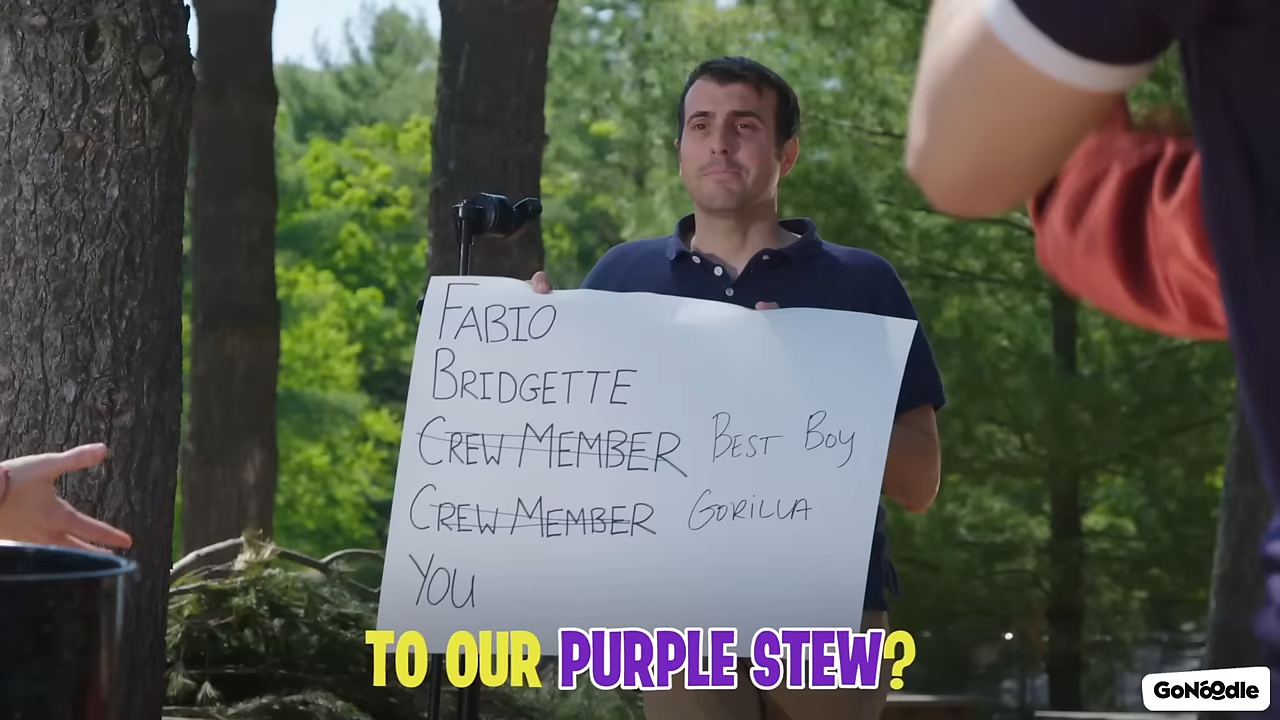 FABIO
BRIDGETTE
CREW MEMBER BEST BOY
CREW MEMBER GORILLA
YOU
TO OUR PURPLE STEW?
GoNoodle